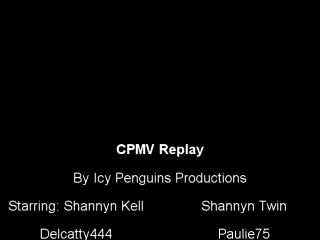 CPMV Replay
By Icy Penguins Productions
Starring: Shannyn Kell Shannyn Twin
Delcatty444 Paulie75